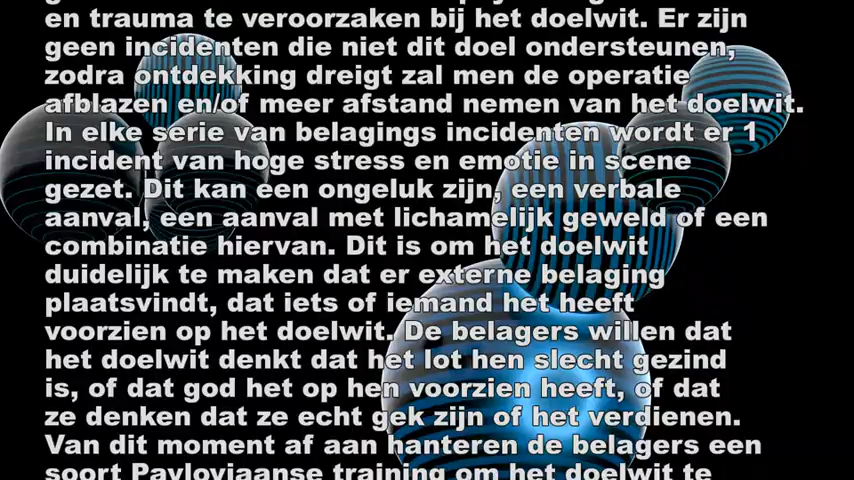 en trauma te veroorzaken bij het doelwit. Er zijn
geen incidenten die niet dit doel ondersteunen,
zodra ontdekking dreigt zal men de operatie
afblazen en/of meer afstand nemen van het doelwit.
In elke serie van belagings incidenten wordt er 1
incident van hoge stress en emotie in scene
gezet. Dit kan een ongeluk zijn, een verbale
aanval, een aanval met lichamelijk geweld of een
combinatie hiervan. Dit is om het doelwit
duidelijk te maken dat er externe belaging
plaatsvindt, dat iets of iemand het heeft
voorzien op het doelwit. De belagers willen dat
het doelwit denkt dat het lot hen slecht gezind
is, of dat god het op hen voorzien heeft, of dat
ze denken dat ze echt gek zijn of het verdienen.
Van dit moment af aan hanteren de belagers een
soort Pavloviaanse training om het doelwit te